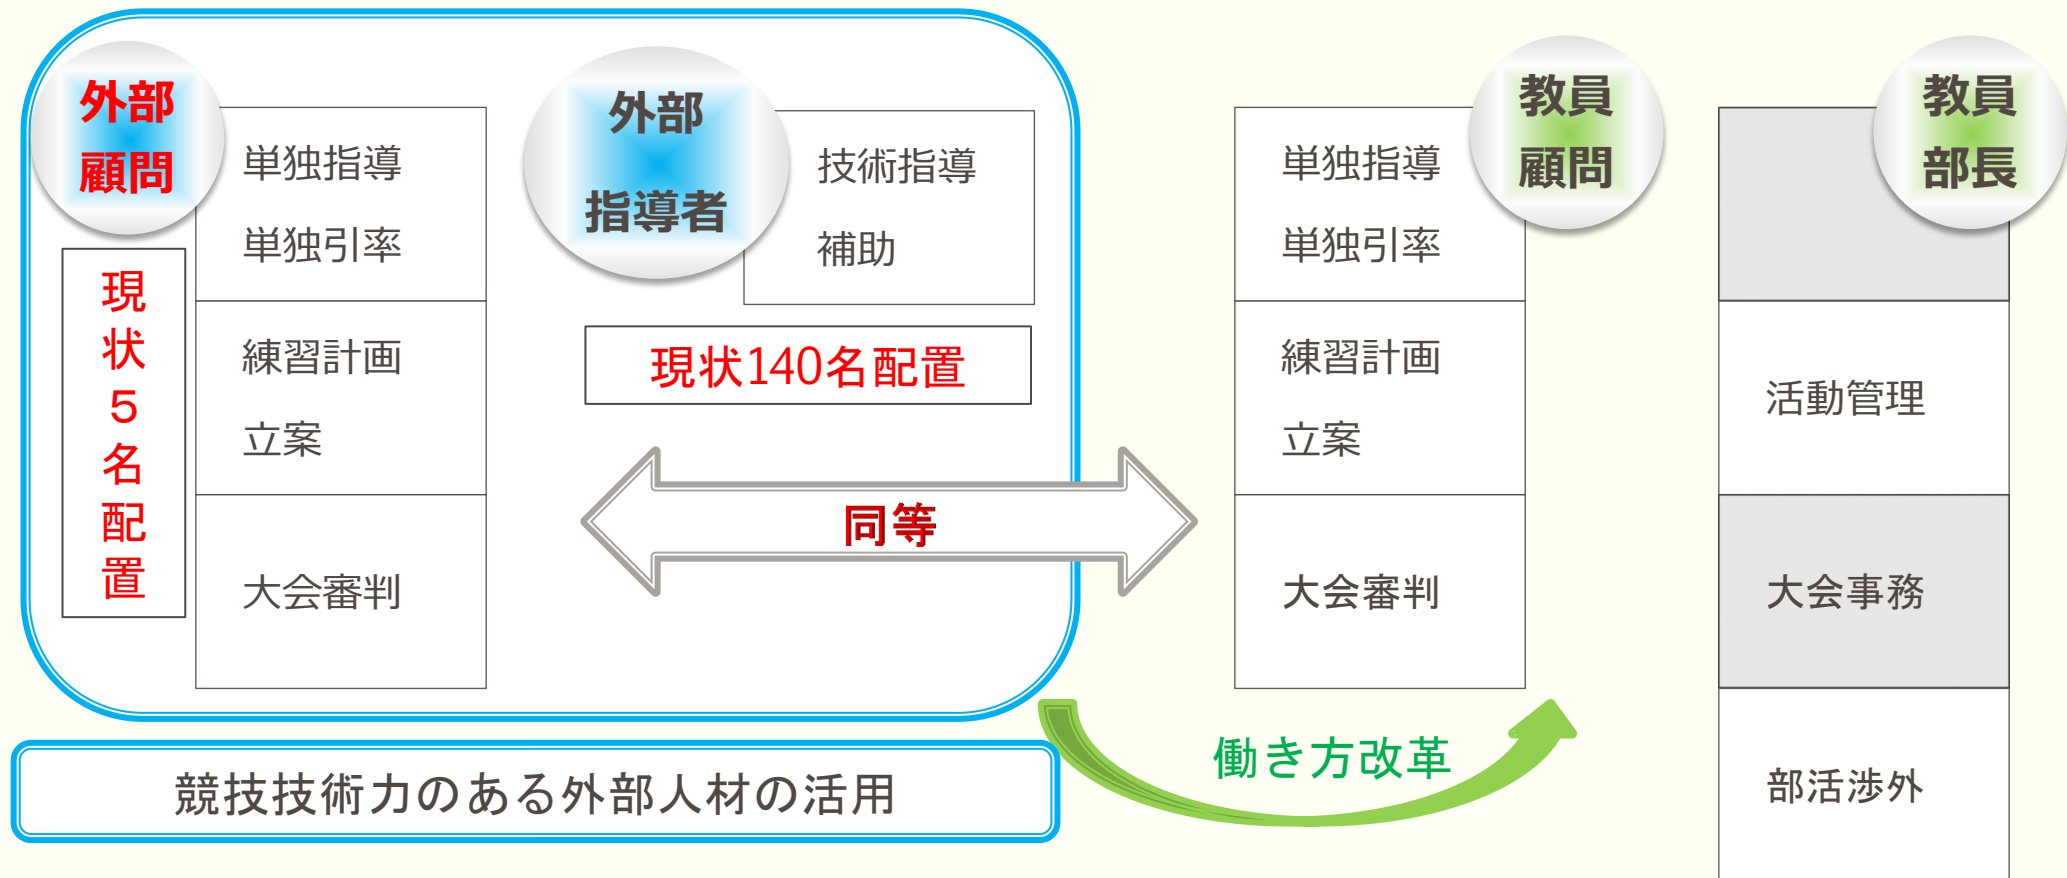 外部
顧問
単独指導
単独引率
練習計画
立案
大会審判
現状5名配置
外部
指導者
技術指導
補助
現状140名配置
同等
教員
顧問
単独指導
単独引率
練習計画
立案
大会審判
教員
部長
活動管理
大会事務
部活渉外
働き方改革
競技技術力のある外部人材の活用